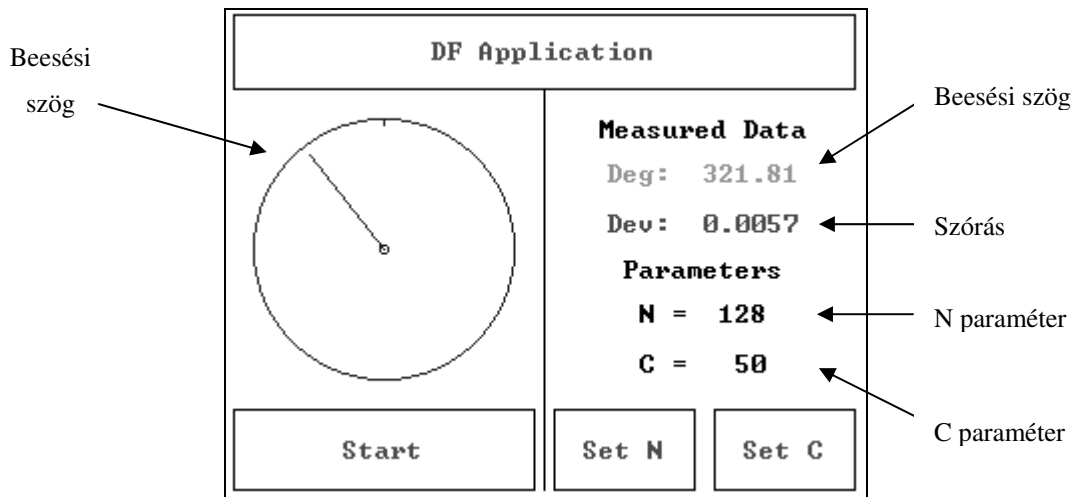 DF Application
Beesési
szög
Measured Data
Deg: 321.81
Dev: 0.0057
Parameters
N = 128
C = 50
Start
Set N
Set C
Beesési szög
Szórás
N paraméter
C paraméter